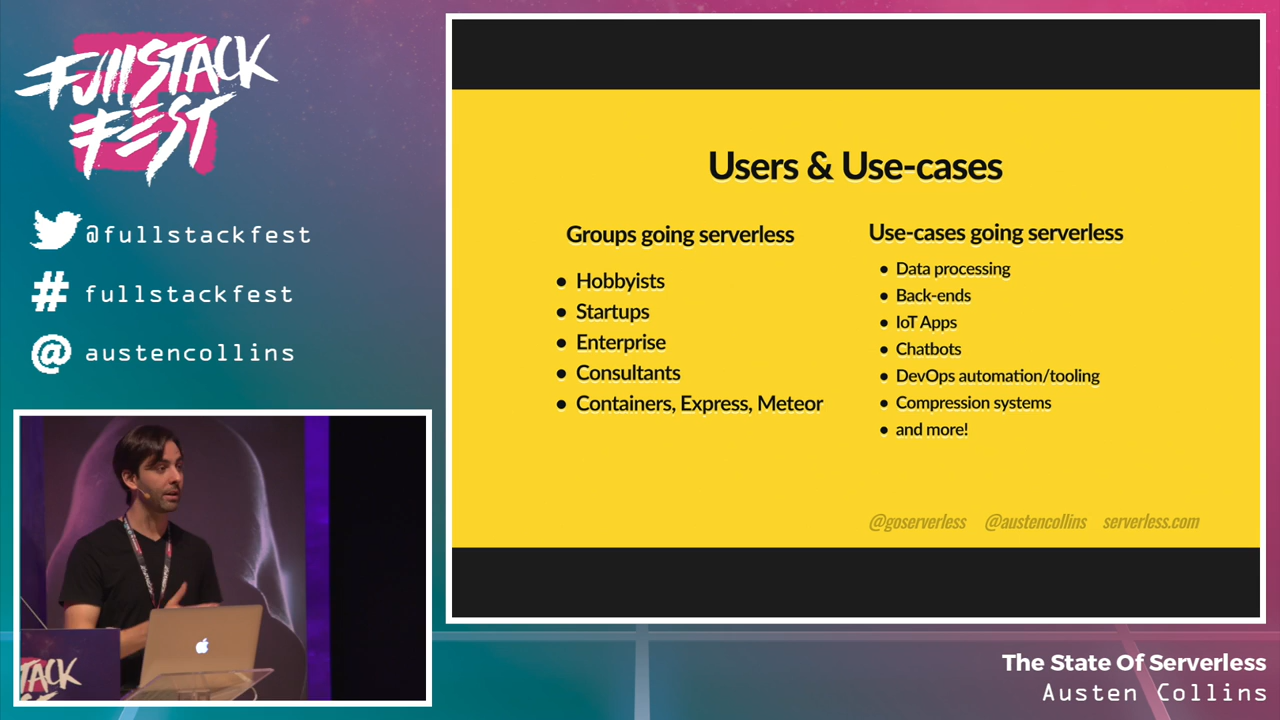 FullSTACK
FEST
@fullstackfest
# fullstackfest
@ austencollins
Users & Use-cases
Groups going serverless
• Hobbyists
• Startups
• Enterprise
• Consultants
• Containers, Express, Meteor
Use-cases going serverless
• Data processing
• Back-ends
• IoT Apps
• Chatbots
• DevOps automation/tooling
• Compression systems
• and more!
@goserverless @austencollins serverless.com
TACK
The State Of Serverless
Austen Collins